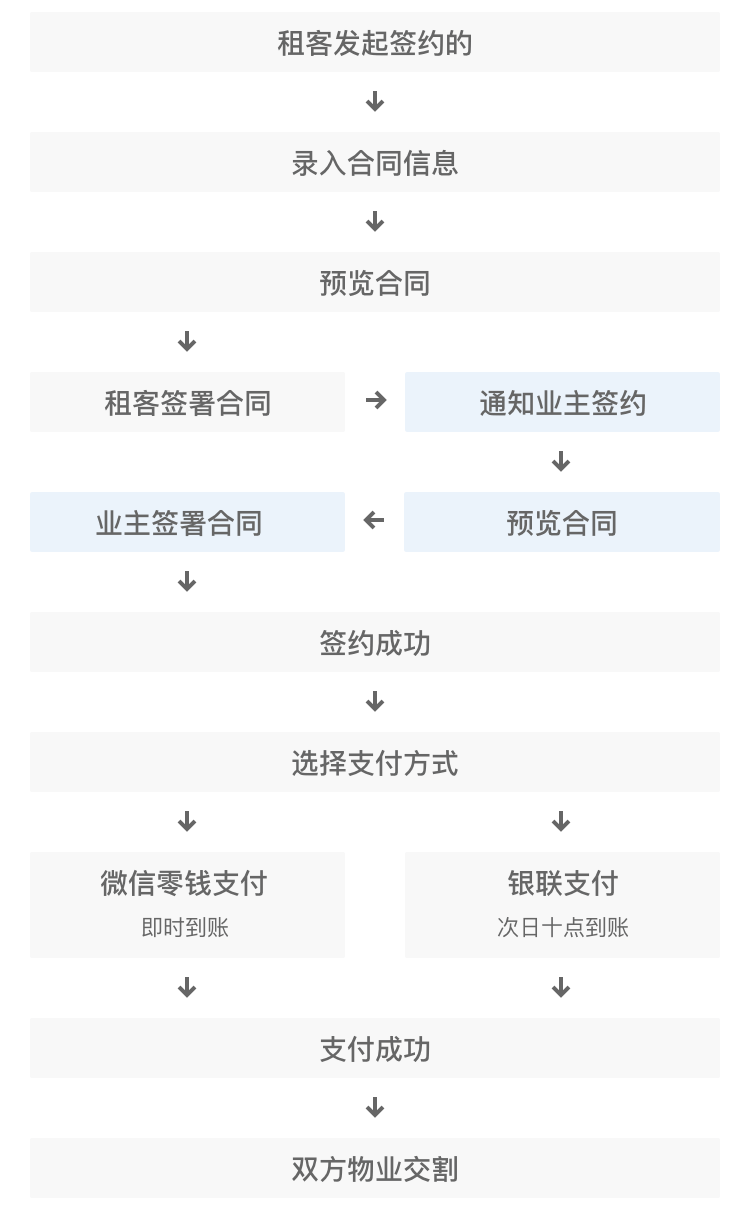 租客发起签约的
录入合同信息
预览合同
租客签署合同
通知业主签约
业主签署合同
预览合同
签约成功
选择支付方式
微信零钱支付
即时到账
银联支付
次日十点到账
支付成功
双方物业交割